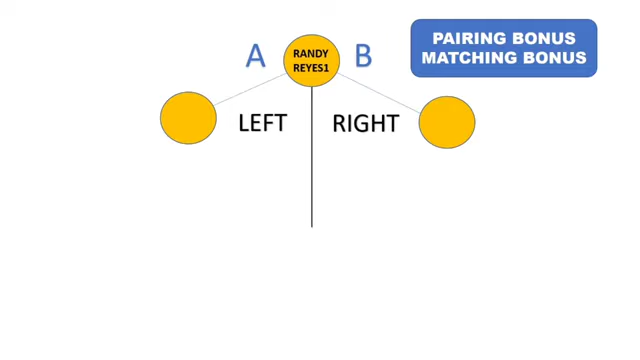 PAIRING BONUS
MATCHING BONUS
A
RANDY
REYES1
B
LEFT
RIGHT